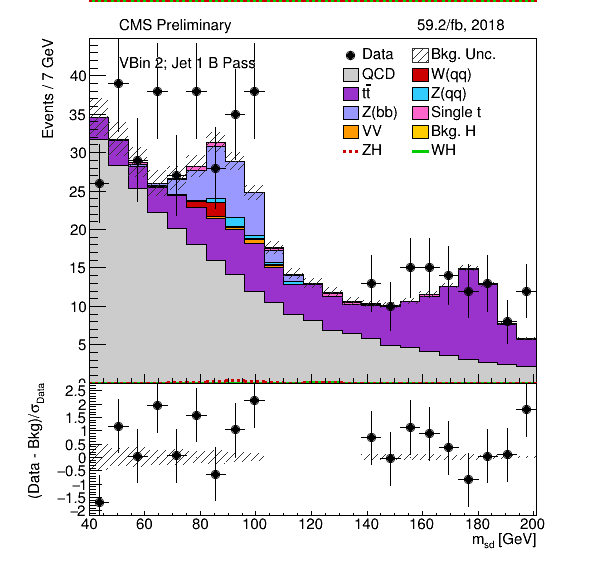 CMS Preliminary 59.2/fb, 2018
VBin 2; Jet 1 B Pass
Data
Bkg. Unc.
QCD
W(qq)
tt̄
Z(qq)
Z(bb)
Single t
VV
Bkg. H
ZH
WH
Events / 7 GeV
40
35
30
25
20
15
10
5
0
(Data - Bkg)/σData
2.5
2
1.5
1
0.5
0
−0.5
−1
−1.5
−2
40 60 80 100 120 140 160 180 200
msd [GeV]